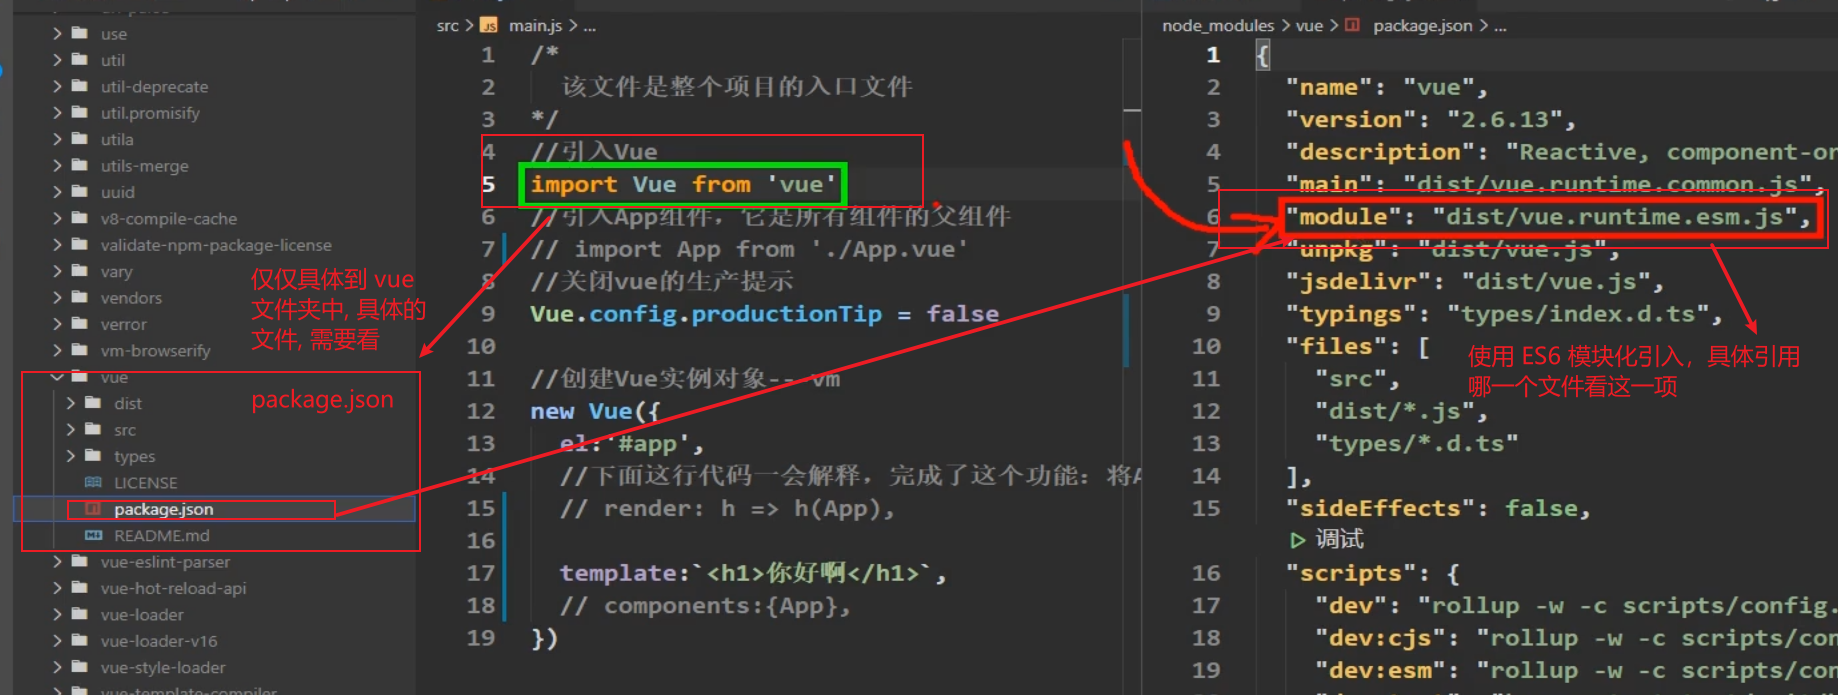 use
util
util-deprecate
util.promisify
utila
utils-merge
uuid
v8-compile-cache
validate-npm-package-license
vary
vendors
verror
vm-browserify
vue
dist
src
types
LICENSE
package.json
README.md
vue-eslint-parser
vue-hot-reload-api
vue-loader
vue-loader-v16
vue-style-loader
vue-template-compiler
仅仅具体到 vue
文件夹中, 具体的
文件, 需要看
package.json
src > JS main.js > ...
1 /*
2 该文件是整个项目的入口文件
3 */
4 //引入Vue
5 import Vue from 'vue'
6 //引入App组件，它是所有组件的父组件
7 // import App from './App.vue'
8 //关闭vue的生产提示
9 Vue.config.productionTip = false
10
11 //创建Vue实例对象---vm
12 new Vue({
13 el:'#app',
14 //下面这行代码一会解释，完成了这个功能：将A
15 // render: h => h(App),
16
17 template:`<h1>你好啊</h1>`,
18 // components:{App},
19 })
node_modules > vue > package.json > ...
1 {
2 "name": "vue",
3 "version": "2.6.13",
4 "description": "Reactive, component-or
5 "main": "dist/vue.runtime.common.js",
6 "module": "dist/vue.runtime.esm.js",
7 "unpkg": "dist/vue.js",
8 "jsdelivr": "dist/vue.js",
9 "typings": "types/index.d.ts",
10 "files": [
11 "src",
12 "dist/*.js",
13 "types/*.d.ts"
14 ],
15 "sideEffects": false,
调试
16 "scripts": {
17 "dev": "rollup -w -c scripts/config.
18 "dev:cjs": "rollup -w -c scripts/con
19 "dev:esm": "rollup -w -c scripts/con
使用 ES6 模块化引入，具体引用
哪一个文件看这一项